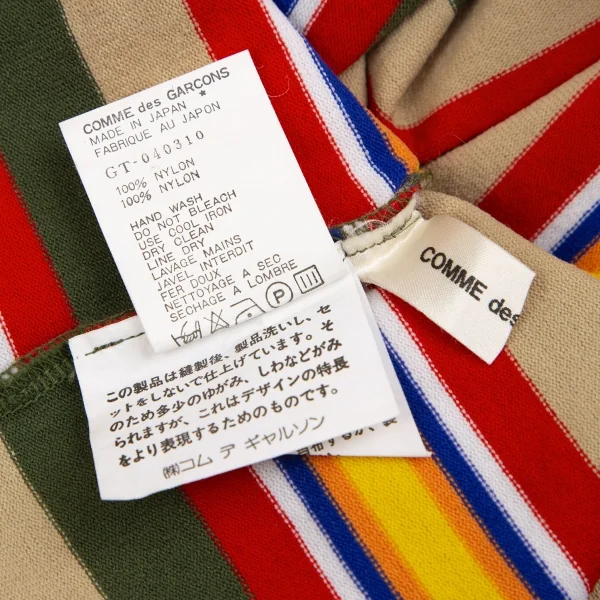 COMME des GARCONS
MADE IN JAPAN *
FABRIQUE AU JAPON
GT-040310
100% NYLON
100% NYLON
HAND WASH
DO NOT BLEACH
USE COOL IRON
DRY CLEAN
LINE DRY
LAVAGE MAINS
JAVEL INTERDIT
FER DOUX
NETTOYAGE A SEC
SECHAGE A LOMBRE
この製品は縫製後、製品洗いし、セ
ットをしないで仕上げています。そ
のため多少のゆがみ、しわなどがみ
られますが、これはデザインの特長
をより表現するためのものです。
㈱コム デ ギャルソン
COMME des